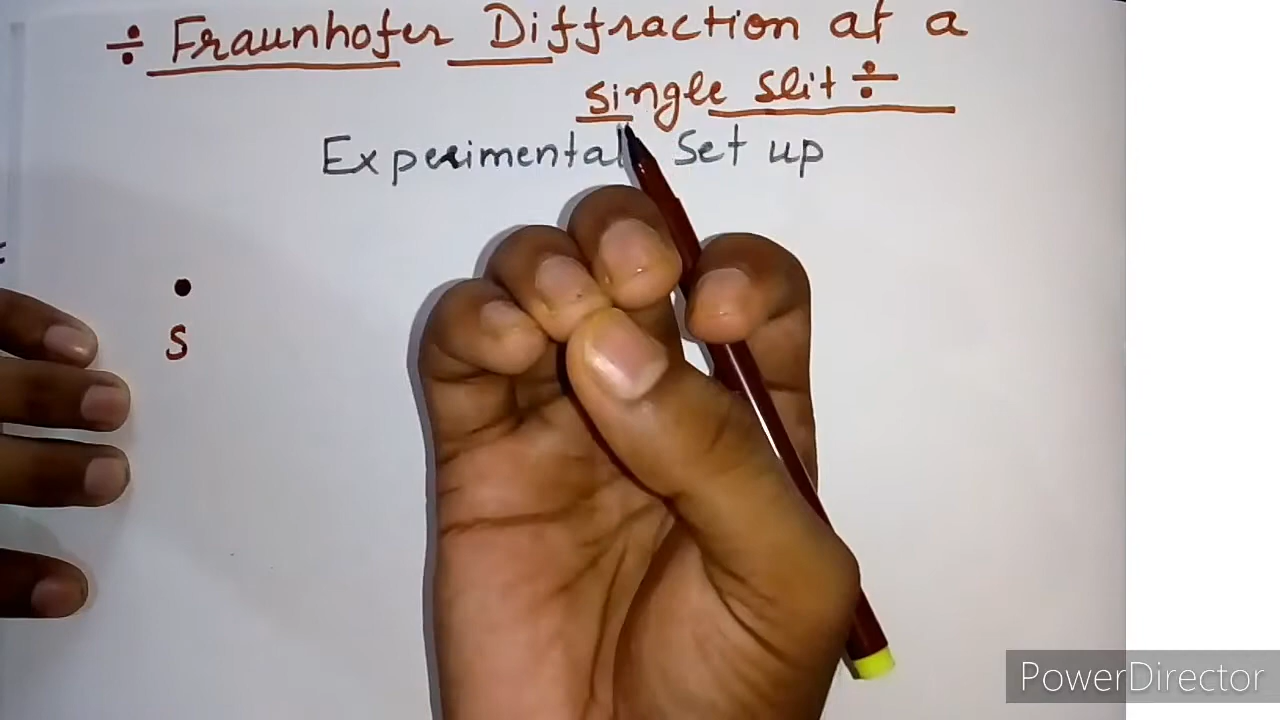 ÷ Fraunhofer Diffraction at a
single slit ÷
Experimental Set up
S
PowerDirector